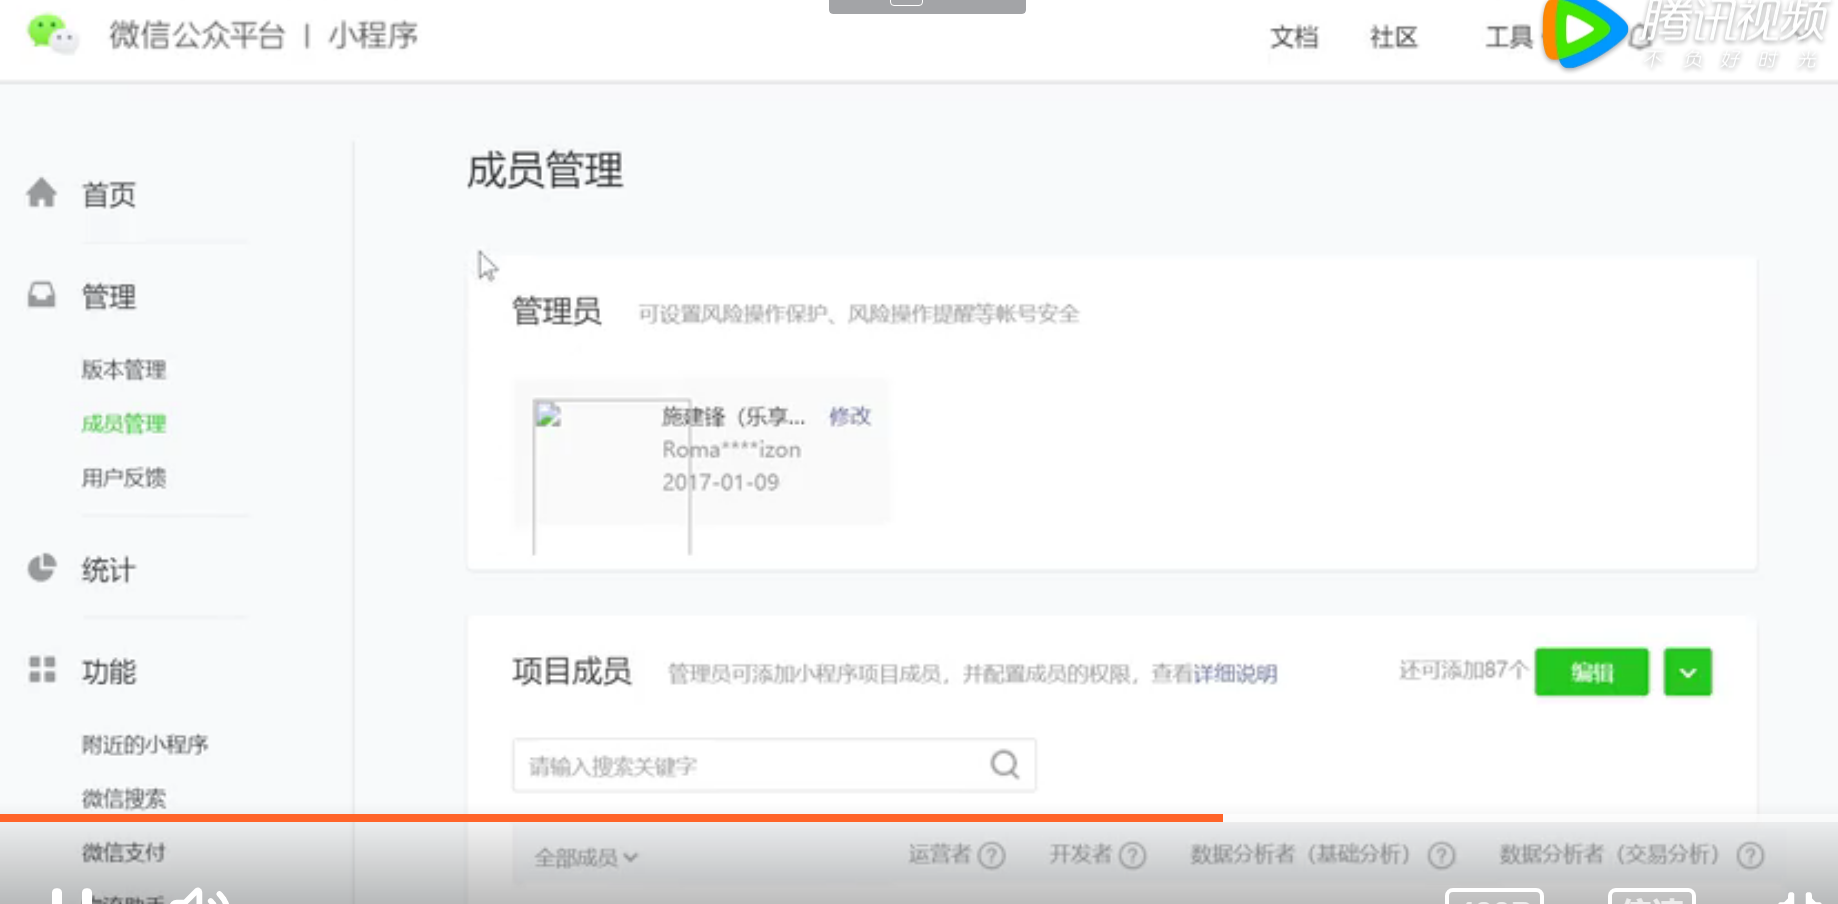 微信公众平台 | 小程序
文档 社区 工具
腾讯视频
不负好时光
首页
管理
版本管理
成员管理
用户反馈
统计
功能
附近的小程序
微信搜索
微信支付
成员管理
管理员 可设置风险操作保护、风险操作提醒等帐号安全
施建锋（乐享... 修改
Roma****izon
2017-01-09
项目成员 管理员可添加小程序项目成员，并配置成员的权限，查看详细说明 还可添加87个 编辑
请输入搜索关键字
全部成员 运营者 ? 开发者 ? 数据分析者（基础分析） ? 数据分析者（交易分析） ?